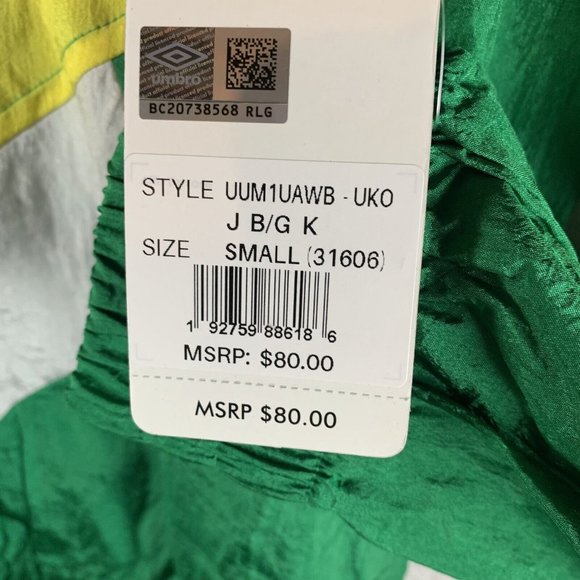 umbro
BC20738568 RLG
STYLE UUM1UAWB - UKO
J B/G K
SIZE SMALL (31606)
1 92759 88618 6
MSRP: $80.00
MSRP $80.00